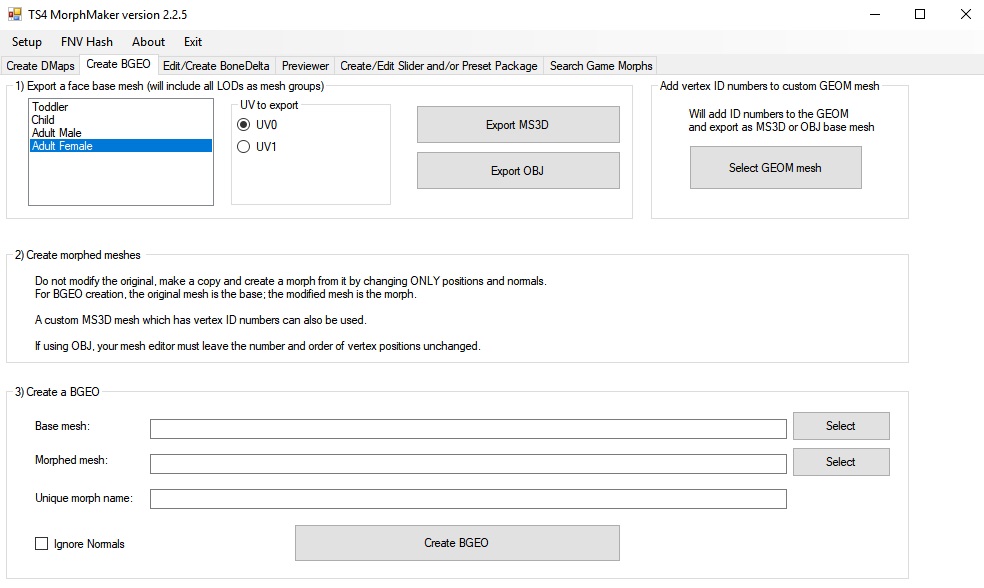 TS4 MorphMaker version 2.2.5
Setup FNV Hash About Exit
Create DMaps Create BGEO Edit/Create BoneDelta Previewer Create/Edit Slider and/or Preset Package Search Game Morphs
1) Export a face base mesh (will include all LODs as mesh groups)
Toddler
Child
Adult Male
Adult Female
UV to export
UV0
UV1
Export MS3D
Export OBJ
Add vertex ID numbers to custom GEOM mesh
Will add ID numbers to the GEOM
and export as MS3D or OBJ base mesh
Select GEOM mesh
2) Create morphed meshes
Do not modify the original, make a copy and create a morph from it by changing ONLY positions and normals.
For BGEO creation, the original mesh is the base; the modified mesh is the morph.
A custom MS3D mesh which has vertex ID numbers can also be used.
If using OBJ, your mesh editor must leave the number and order of vertex positions unchanged.
3) Create a BGEO
Base mesh: Select
Morphed mesh: Select
Unique morph name:
Ignore Normals Create BGEO